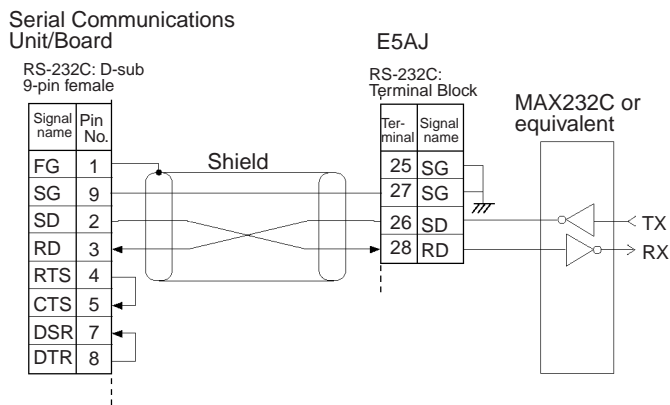 Serial Communications
Unit/Board
RS-232C: D-sub
9-pin female
Signal name Pin No.
FG 1
SG 9
SD 2
RD 3
RTS 4
CTS 5
DSR 7
DTR 8
Shield
E5AJ
RS-232C:
Terminal Block
Ter-minal Signal name
25 SG
27 SG
26 SD
28 RD
MAX232C or
equivalent
TX
RX